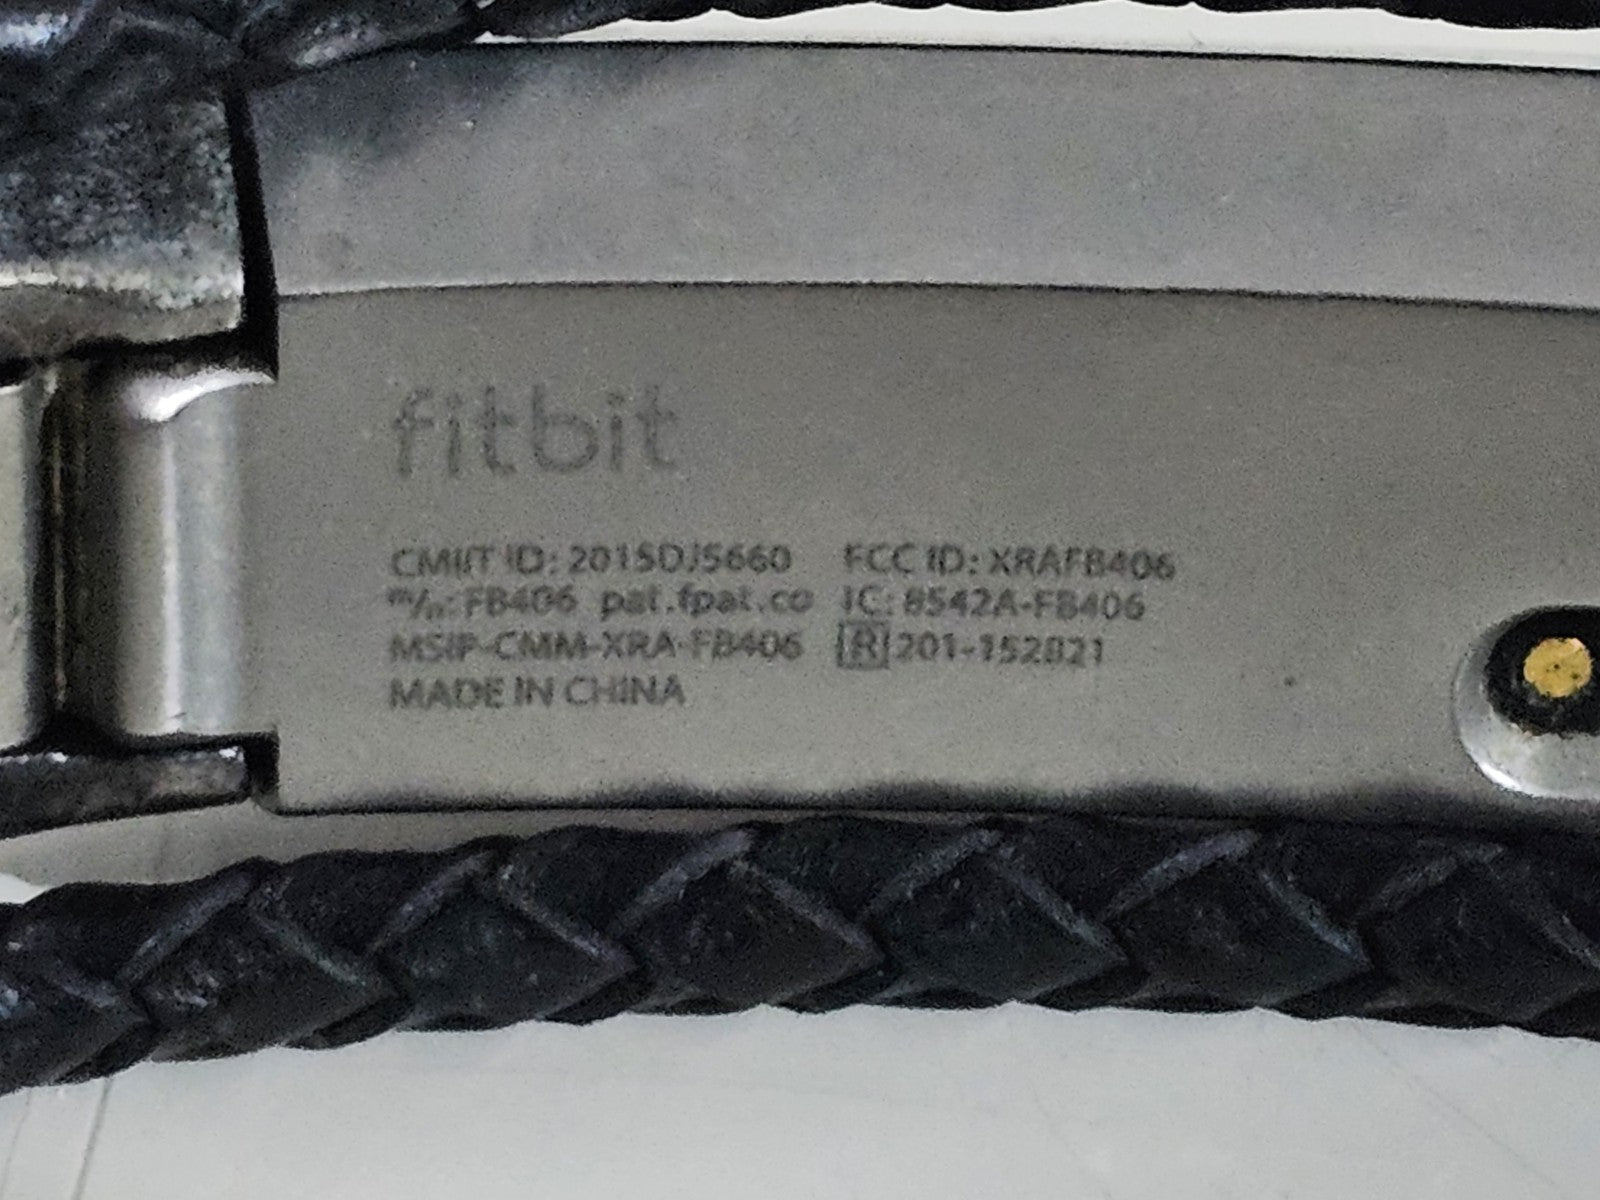 fitbit
CMIIT ID: 2015DJ5660 FCC ID: XRAFB406
m/n: FB406 pat.fpat.co IC: 8542A-FB406
MSIP-CMM-XRA-FB406 R 201-152821
MADE IN CHINA